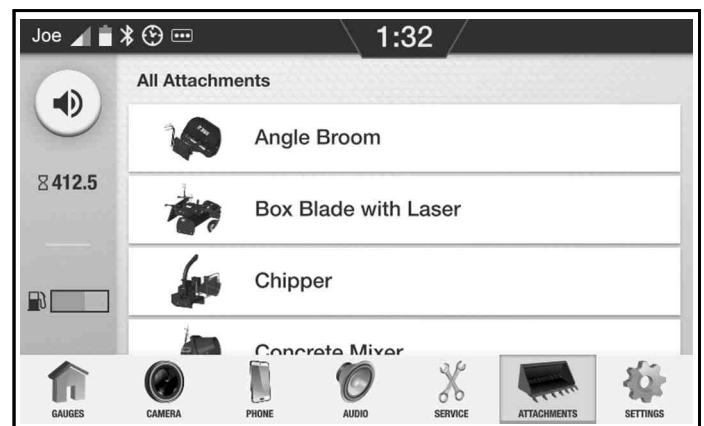 Joe
1:32
All Attachments
Angle Broom
412.5
Box Blade with Laser
Chipper
Concrete Mixer
GAUGES
CAMERA
PHONE
AUDIO
SERVICE
ATTACHMENTS
SETTINGS